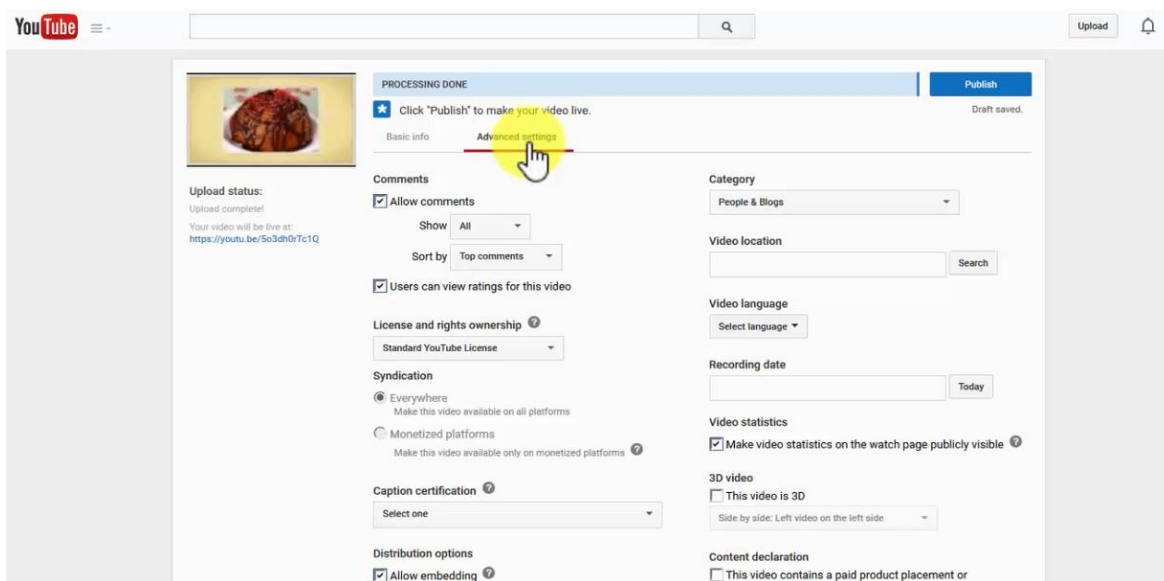 YouTube
Upload
PROCESSING DONE
Publish
Click "Publish" to make your video live.
Draft saved.
Basic info
Advanced settings
Upload status:
Upload complete!
Your video will be live at:
https://youtu.be/5o3dh0rTc1Q
Comments
Allow comments
Show All
Sort by Top comments
Users can view ratings for this video
License and rights ownership ?
Standard YouTube License
Syndication
Everywhere
Make this video available on all platforms
Monetized platforms
Make this video available only on monetized platforms ?
Caption certification ?
Select one
Distribution options
Allow embedding ?
Category
People & Blogs
Video location
Search
Video language
Select language
Recording date
Today
Video statistics
Make video statistics on the watch page publicly visible ?
3D video
This video is 3D
Side by side: Left video on the left side
Content declaration
This video contains a paid product placement or